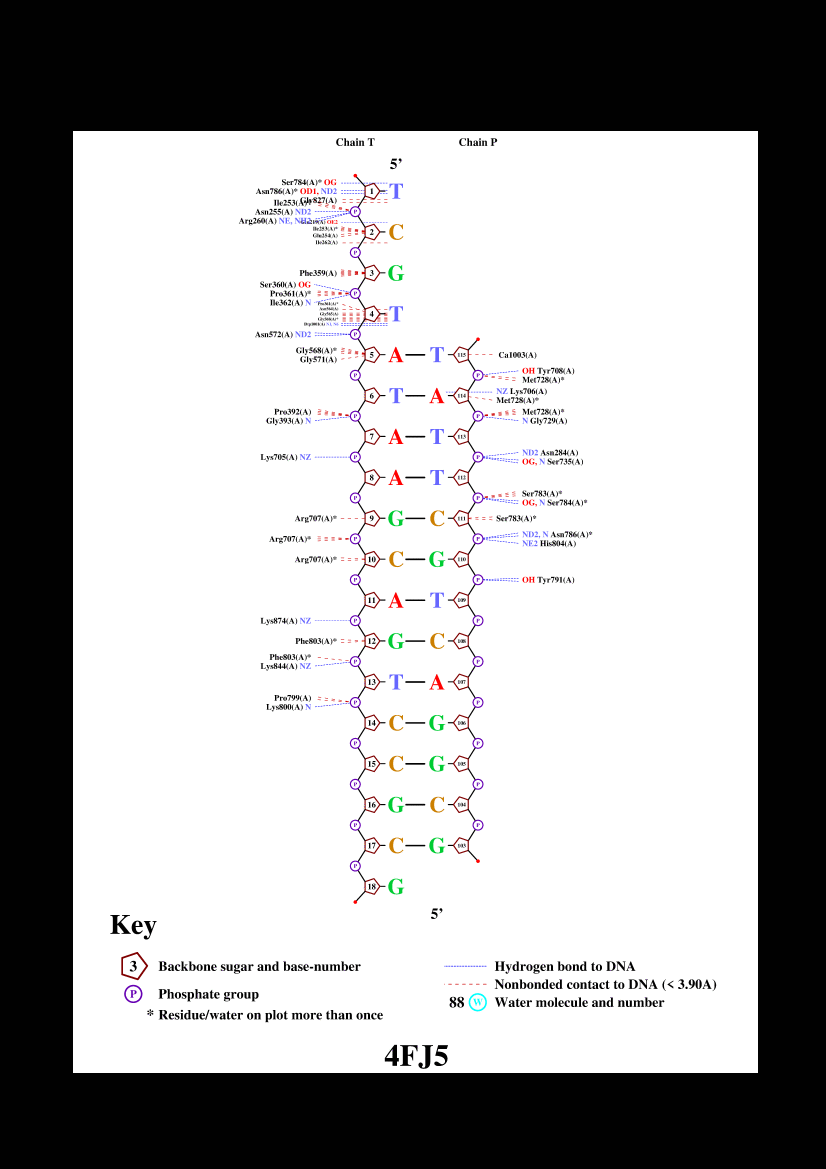 Chain T Chain P
5’
Ser784(A)* OG 1 T
Asn786(A)* OD1, ND2
Gly827(A)
Ile253(A)*
Asn255(A) ND2 P
Arg260(A) NE, NH2
Ile253(A)* 2 C
Glu254(A)
Ile262(A)
P
Phe359(A) 3 G
Ser360(A) OG
Pro361(A)* P
Ile362(A) N
Pro361(A)*
4 T
Asn572(A) ND2 P
Gly568(A)* 5 A T 115 Ca1003(A)
Gly571(A)
P P OH Tyr708(A)
Met728(A)*
6 T A 114 NZ Lys706(A)
Met728(A)*
Pro392(A) P P Met728(A)*
Gly393(A) N N Gly729(A)
7 A T 113
Lys705(A) NZ P P ND2 Asn284(A)
OG, N Ser735(A)
8 A T 112
P P Ser783(A)*
OG, N Ser784(A)*
Arg707(A)* 9 G C 111 Ser783(A)*
Arg707(A)* P P ND2, N Asn786(A)*
NE2 His804(A)
Arg707(A)* 10 C G 110
P P OH Tyr791(A)
11 A T 109
Lys874(A) NZ P P
Phe803(A)* 12 G C 108
Phe803(A)* P P
Lys844(A) NZ
13 T A 107
Pro799(A) P P
Lys800(A) N
14 C G 106
P P
15 C G 105
P P
16 G C 104
P P
17 C G 103
P
18 G
5’
Key
3 Backbone sugar and base-number
P Phosphate group
* Residue/water on plot more than once
Hydrogen bond to DNA
Nonbonded contact to DNA (< 3.90A)
88 W Water molecule and number
4FJ5